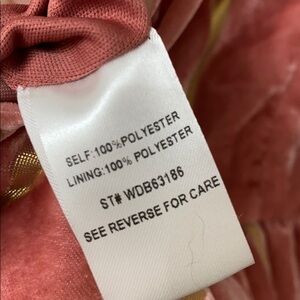 SELF:100%POLYESTER
LINING:100% POLYESTER
ST# WDB63186
SEE REVERSE FOR CARE